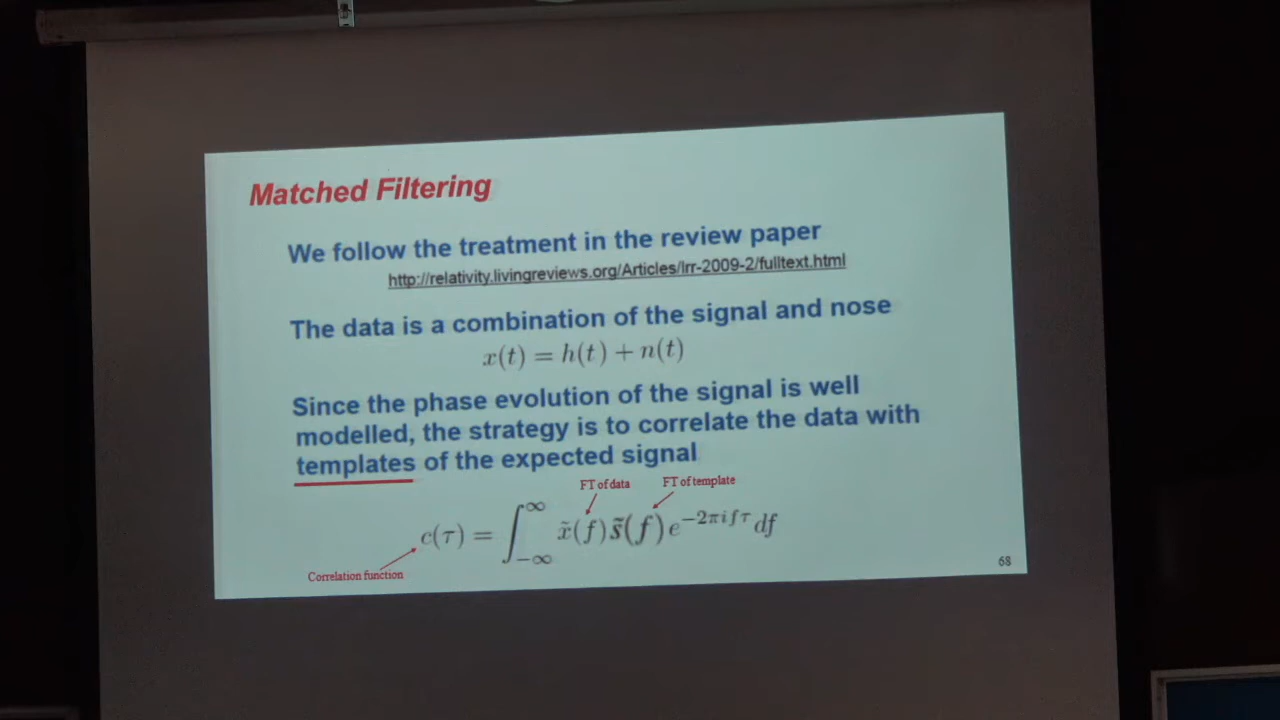 Matched Filtering
We follow the treatment in the review paper
http://relativity.livingreviews.org/Articles/lrr-2009-2/fulltext.html
The data is a combination of the signal and nose
x(t) = h(t) + n(t)
Since the phase evolution of the signal is well
modelled, the strategy is to correlate the data with
templates of the expected signal
FT of data FT of template
c(τ) = ∫_{-∞}^{∞} x̃(f)s̃(f)e^{-2πifτ} df
Correlation function
68